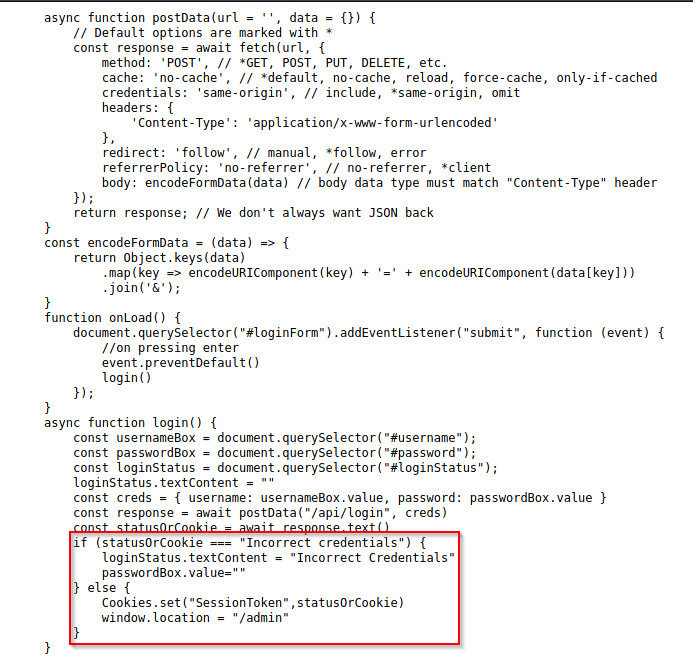 async function postData(url = '', data = {}) {
    // Default options are marked with *
    const response = await fetch(url, {
        method: 'POST', // *GET, POST, PUT, DELETE, etc.
        cache: 'no-cache', // *default, no-cache, reload, force-cache, only-if-cached
        credentials: 'same-origin', // include, *same-origin, omit
        headers: {
            'Content-Type': 'application/x-www-form-urlencoded'
        },
        redirect: 'follow', // manual, *follow, error
        referrerPolicy: 'no-referrer', // no-referrer, *client
        body: encodeFormData(data) // body data type must match "Content-Type" header
    });
    return response; // We don't always want JSON back
}
const encodeFormData = (data) => {
    return Object.keys(data)
        .map(key => encodeURIComponent(key) + '=' + encodeURIComponent(data[key]))
        .join('&');
}
function onLoad() {
    document.querySelector("#loginForm").addEventListener("submit", function (event) {
        //on pressing enter
        event.preventDefault()
        login()
    });
}
async function login() {
    const usernameBox = document.querySelector("#username");
    const passwordBox = document.querySelector("#password");
    const loginStatus = document.querySelector("#loginStatus");
    loginStatus.textContent = ""
    const creds = { username: usernameBox.value, password: passwordBox.value }
    const response = await postData("/api/login", creds)
    const statusOrCookie = await response.text()
    if (statusOrCookie === "Incorrect credentials") {
        loginStatus.textContent = "Incorrect Credentials"
        passwordBox.value=""
    } else {
        Cookies.set("SessionToken",statusOrCookie)
        window.location = "/admin"
    }
}